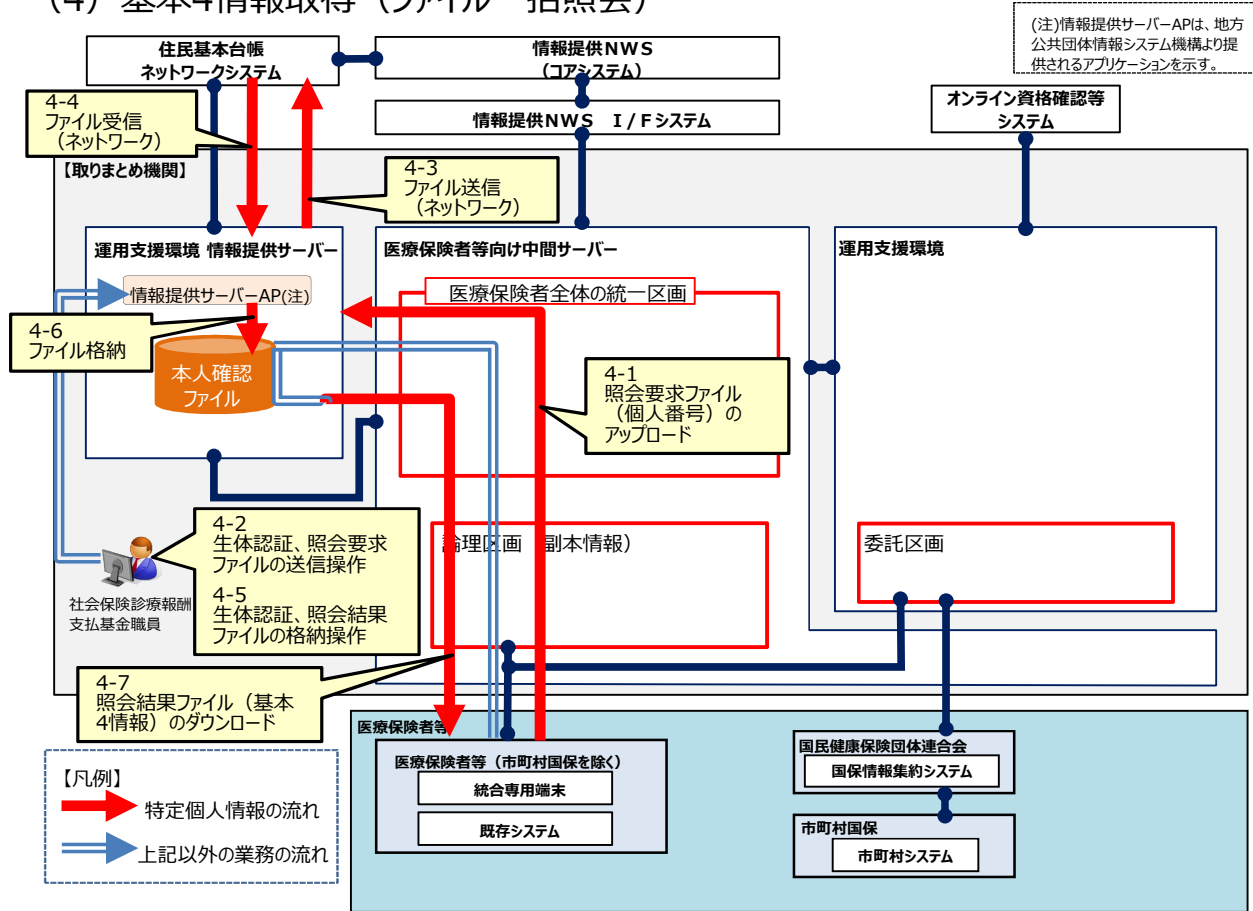 （4）基本4情報取得（ファイル一括照会）
(注)情報提供サーバーAPは、地方
公共団体情報システム機構より提
供されるアプリケーションを示す。
住民基本台帳
ネットワークシステム
情報提供NWS
（コアシステム）
情報提供NWS　I/Fシステム
オンライン資格確認等
システム
4-4
ファイル受信
（ネットワーク）
【取りまとめ機関】
4-3
ファイル送信
（ネットワーク）
運用支援環境 情報提供サーバー
医療保険者等向け中間サーバー
運用支援環境
情報提供サーバーAP(注)
医療保険者全体の統一区画
4-6
ファイル格納
本人確認
ファイル
4-1
照会要求ファイル
（個人番号）の
アップロード
4-2
生体認証、照会要求
ファイルの送信操作
4-5
生体認証、照会結果
ファイルの格納操作
論理区画（副本情報）
委託区画
社会保険診療報酬
支払基金職員
4-7
照会結果ファイル（基本
4情報）のダウンロード
医療保険者等
医療保険者等（市町村国保を除く）
統合専用端末
既存システム
国民健康保険団体連合会
国保情報集約システム
市町村国保
市町村システム
【凡例】
特定個人情報の流れ
上記以外の業務の流れ